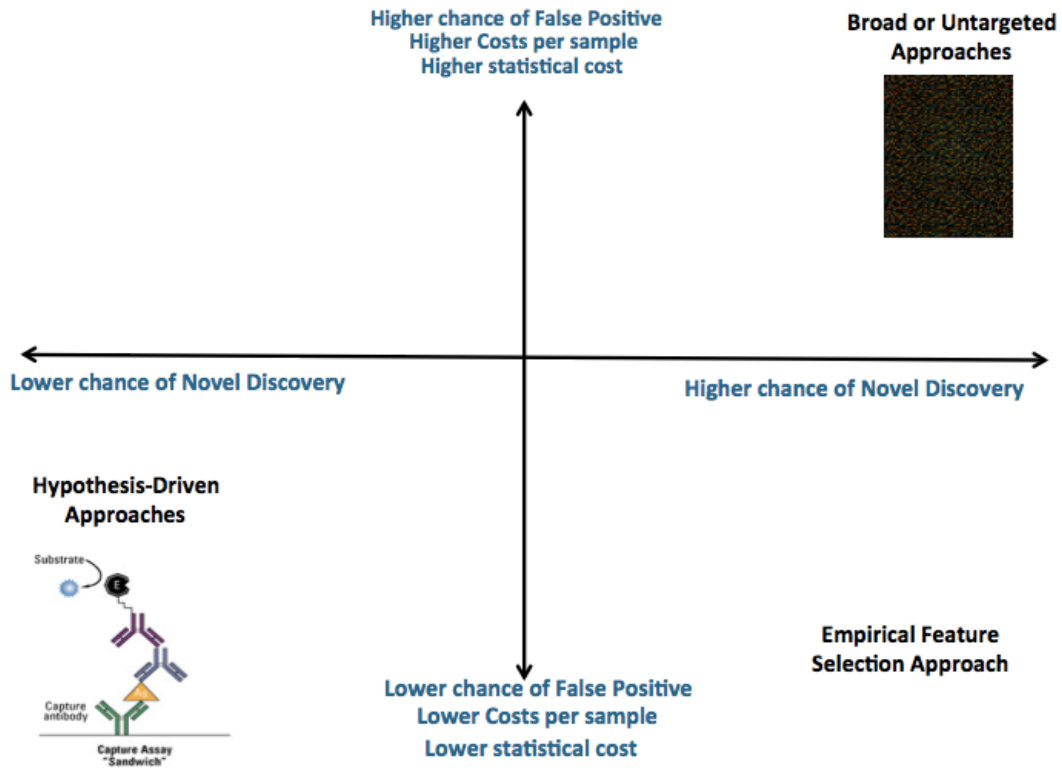 Higher chance of False Positive
Higher Costs per sample
Higher statistical cost
Broad or Untargeted
Approaches
Lower chance of Novel Discovery
Higher chance of Novel Discovery
Hypothesis-Driven
Approaches
Substrate
E
Ag
Capture
antibody
Capture Assay
"Sandwich"
Empirical Feature
Selection Approach
Lower chance of False Positive
Lower Costs per sample
Lower statistical cost